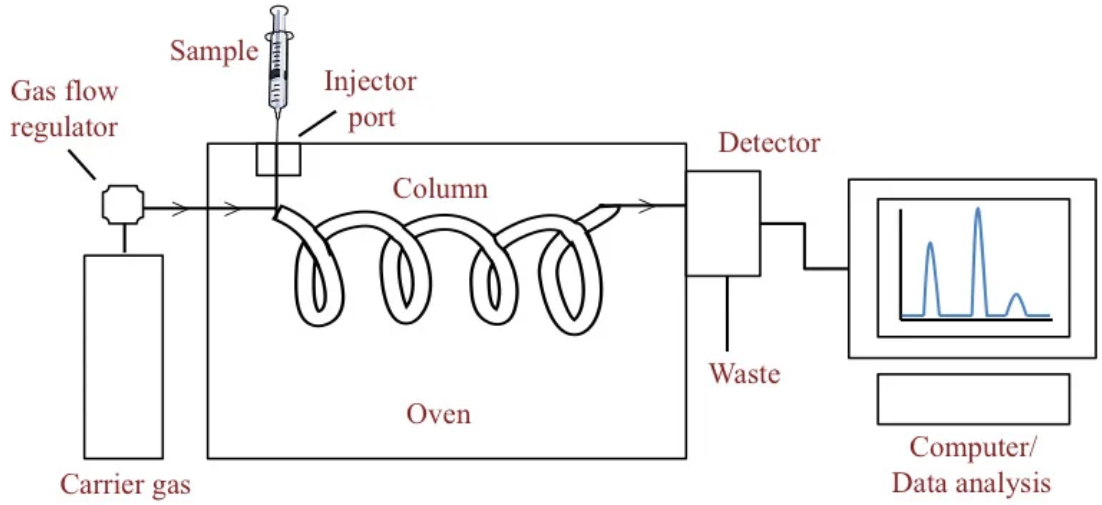 Sample
Gas flow
regulator
Injector
port
Detector
Column
Oven
Waste
Carrier gas
Computer/
Data analysis